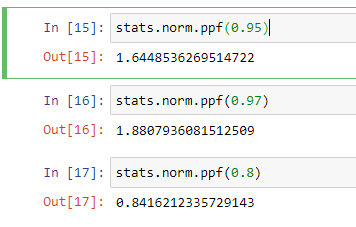 In [15]: stats.norm.ppf(0.95)
Out[15]: 1.6448536269514722
In [16]: stats.norm.ppf(0.97)
Out[16]: 1.8807936081512509
In [17]: stats.norm.ppf(0.8)
Out[17]: 0.8416212335729143